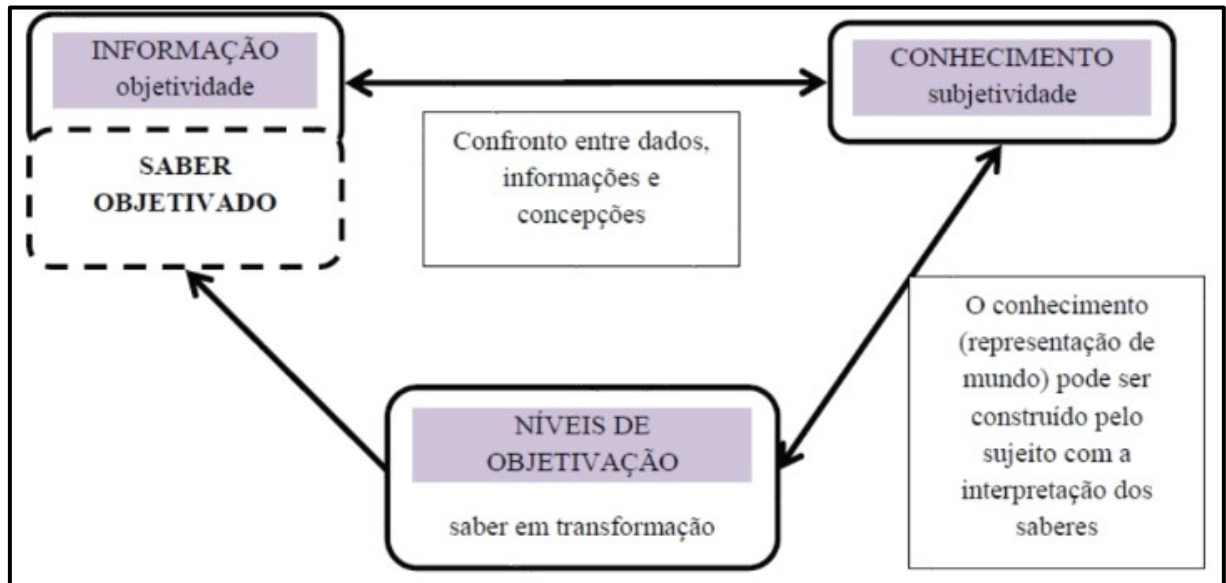 INFORMAÇÃO
objetividade
SABER
OBJETIVADO
Confronto entre dados,
informações e
concepções
CONHECIMENTO
subjetividade
O conhecimento
(representação de
mundo) pode ser
construído pelo
sujeito com a
interpretação dos
saberes
NÍVEIS DE
OBJETIVAÇÃO
saber em transformação